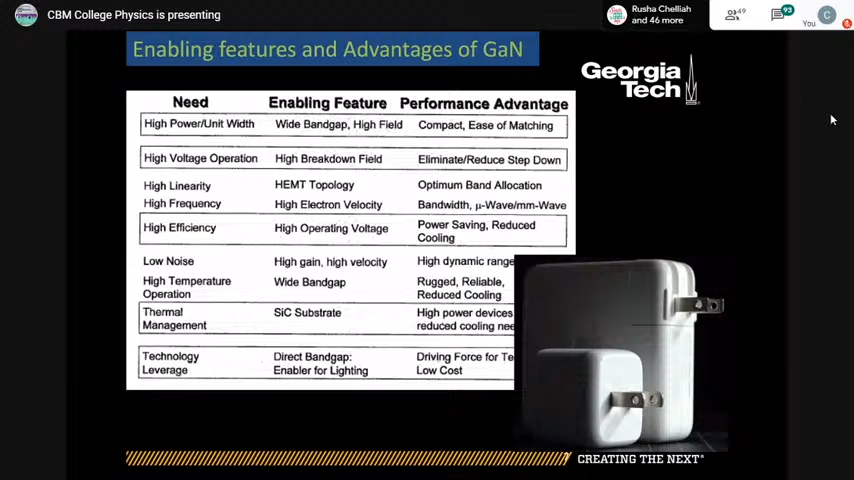 CBM College Physics is presenting
Rusha Chelliah
and 46 more
49
93
You
C
Enabling features and Advantages of GaN
Georgia
Tech
Need Enabling Feature Performance Advantage
High Power/Unit Width Wide Bandgap, High Field Compact, Ease of Matching
High Voltage Operation High Breakdown Field Eliminate/Reduce Step Down
High Linearity HEMT Topology Optimum Band Allocation
High Frequency High Electron Velocity Bandwidth, µ-Wave/mm-Wave
High Efficiency High Operating Voltage Power Saving, Reduced
Cooling
Low Noise High gain, high velocity High dynamic range
High Temperature Wide Bandgap Rugged, Reliable,
Operation Reduced Cooling
Thermal SiC Substrate High power devices
Management reduced cooling nee
Technology Direct Bandgap: Driving Force for Te
Leverage Enabler for Lighting Low Cost
CREATING THE NEXT®